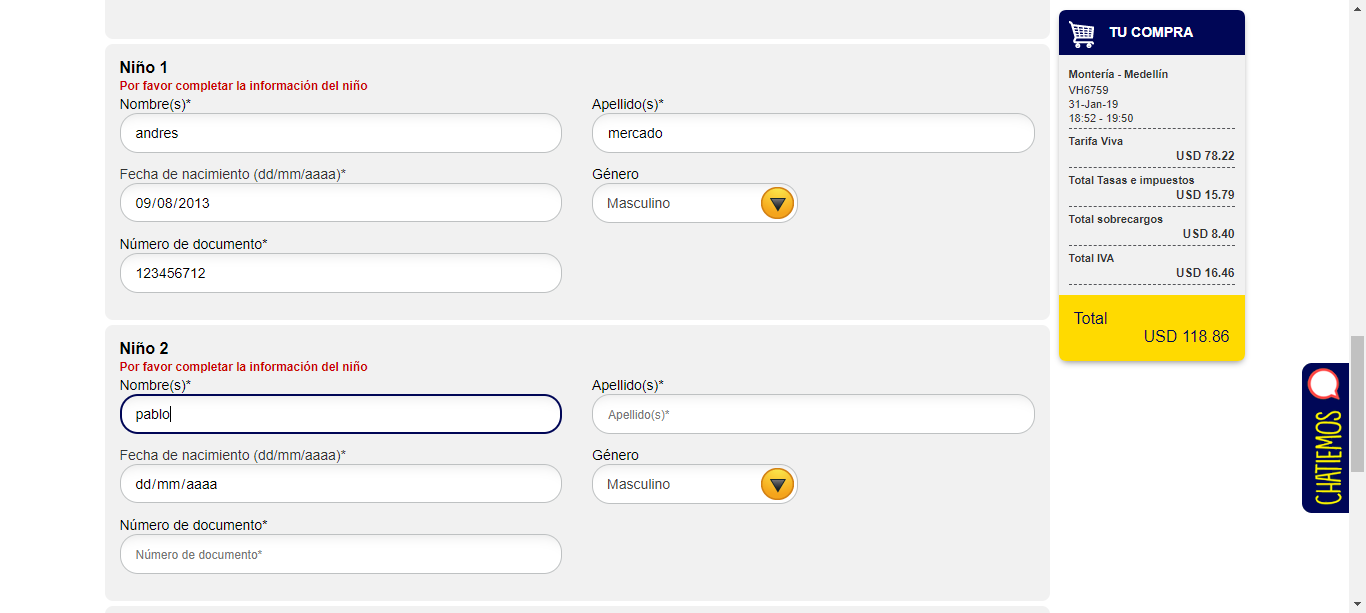 Niño 1
Por favor completar la información del niño
Nombre(s)*
Apellido(s)*
andres
mercado
Fecha de nacimiento (dd/mm/aaaa)*
Género
09/08/2013
Masculino
Número de documento*
123456712
Niño 2
Por favor completar la información del niño
Nombre(s)*
Apellido(s)*
pablo
Apellido(s)*
Fecha de nacimiento (dd/mm/aaaa)*
Género
dd/mm/aaaa
Masculino
Número de documento*
Número de documento*
TU COMPRA
Montería - Medellín
VH6759
31-Jan-19
18:52 - 19:50
Tarifa Viva
USD 78.22
Total Tasas e impuestos
USD 15.79
Total sobrecargos
USD 8.40
Total IVA
USD 16.46
Total
USD 118.86
CHATIEMOS